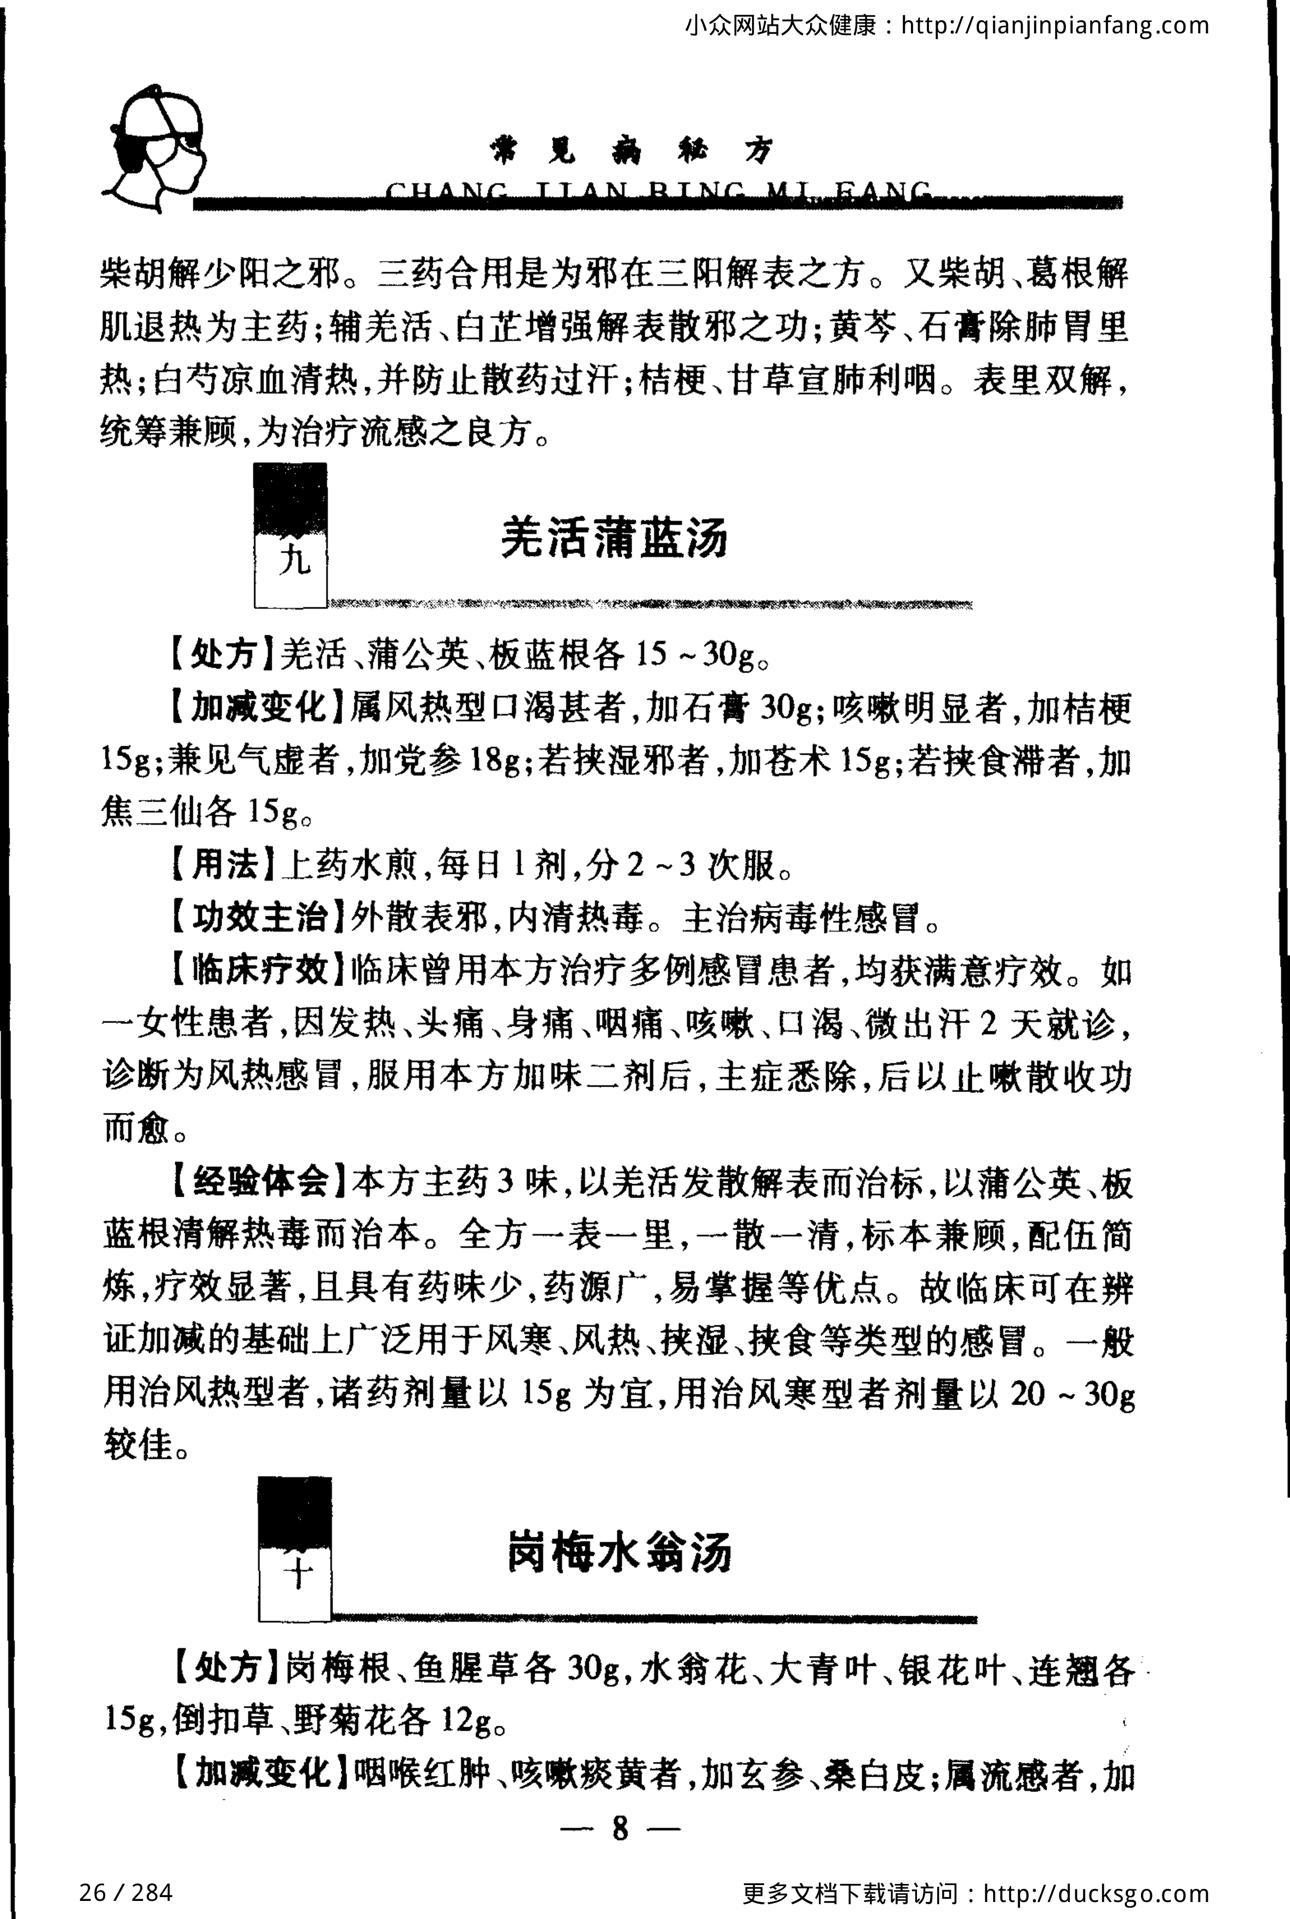 小众网站大众健康：http://qianjinpianfang.com
常见病秘方
CHANG JIAN BING MI FANG
柴胡解少阳之邪。三药合用是为邪在三阳解表之方。又柴胡、葛根解
肌退热为主药；辅羌活、白芷增强解表散邪之功；黄芩、石膏除肺胃里
热；白芍凉血清热，并防止散药过汗；桔梗、甘草宣肺利咽。表里双解，
统筹兼顾，为治疗流感之良方。
九
羌活蒲蓝汤
【处方】羌活、蒲公英、板蓝根各 15～30g。
【加减变化】属风热型口渴甚者，加石膏 30g；咳嗽明显者，加桔梗
15g；兼见气虚者，加党参 18g；若挟湿邪者，加苍术 15g；若挟食滞者，加
焦三仙各 15g。
【用法】上药水煎，每日 1 剂，分 2～3 次服。
【功效主治】外散表邪，内清热毒。主治病毒性感冒。
【临床疗效】临床曾用本方治疗多例感冒患者，均获满意疗效。如
一女性患者，因发热、头痛、身痛、咽痛、咳嗽、口渴、微出汗 2 天就诊，
诊断为风热感冒，服用本方加味二剂后，主症悉除，后以止嗽散收功
而愈。
【经验体会】本方主药 3 味，以羌活发散解表而治标，以蒲公英、板
蓝根清解热毒而治本。全方一表一里，一散一清，标本兼顾，配伍简
炼，疗效显著，且具有药味少，药源广，易掌握等优点。故临床可在辨
证加减的基础上广泛用于风寒、风热、挟湿、挟食等类型的感冒。一般
用治风热型者，诸药剂量以 15g 为宜，用治风寒型者剂量以 20～30g
较佳。
十
岗梅水翁汤
【处方】岗梅根、鱼腥草各 30g，水翁花、大青叶、银花叶、连翘各
15g，倒扣草、野菊花各 12g。
【加减变化】咽喉红肿、咳嗽痰黄者，加玄参、桑白皮；属流感者，加
— 8 —
26 / 284
更多文档下载请访问：http://ducksgo.com